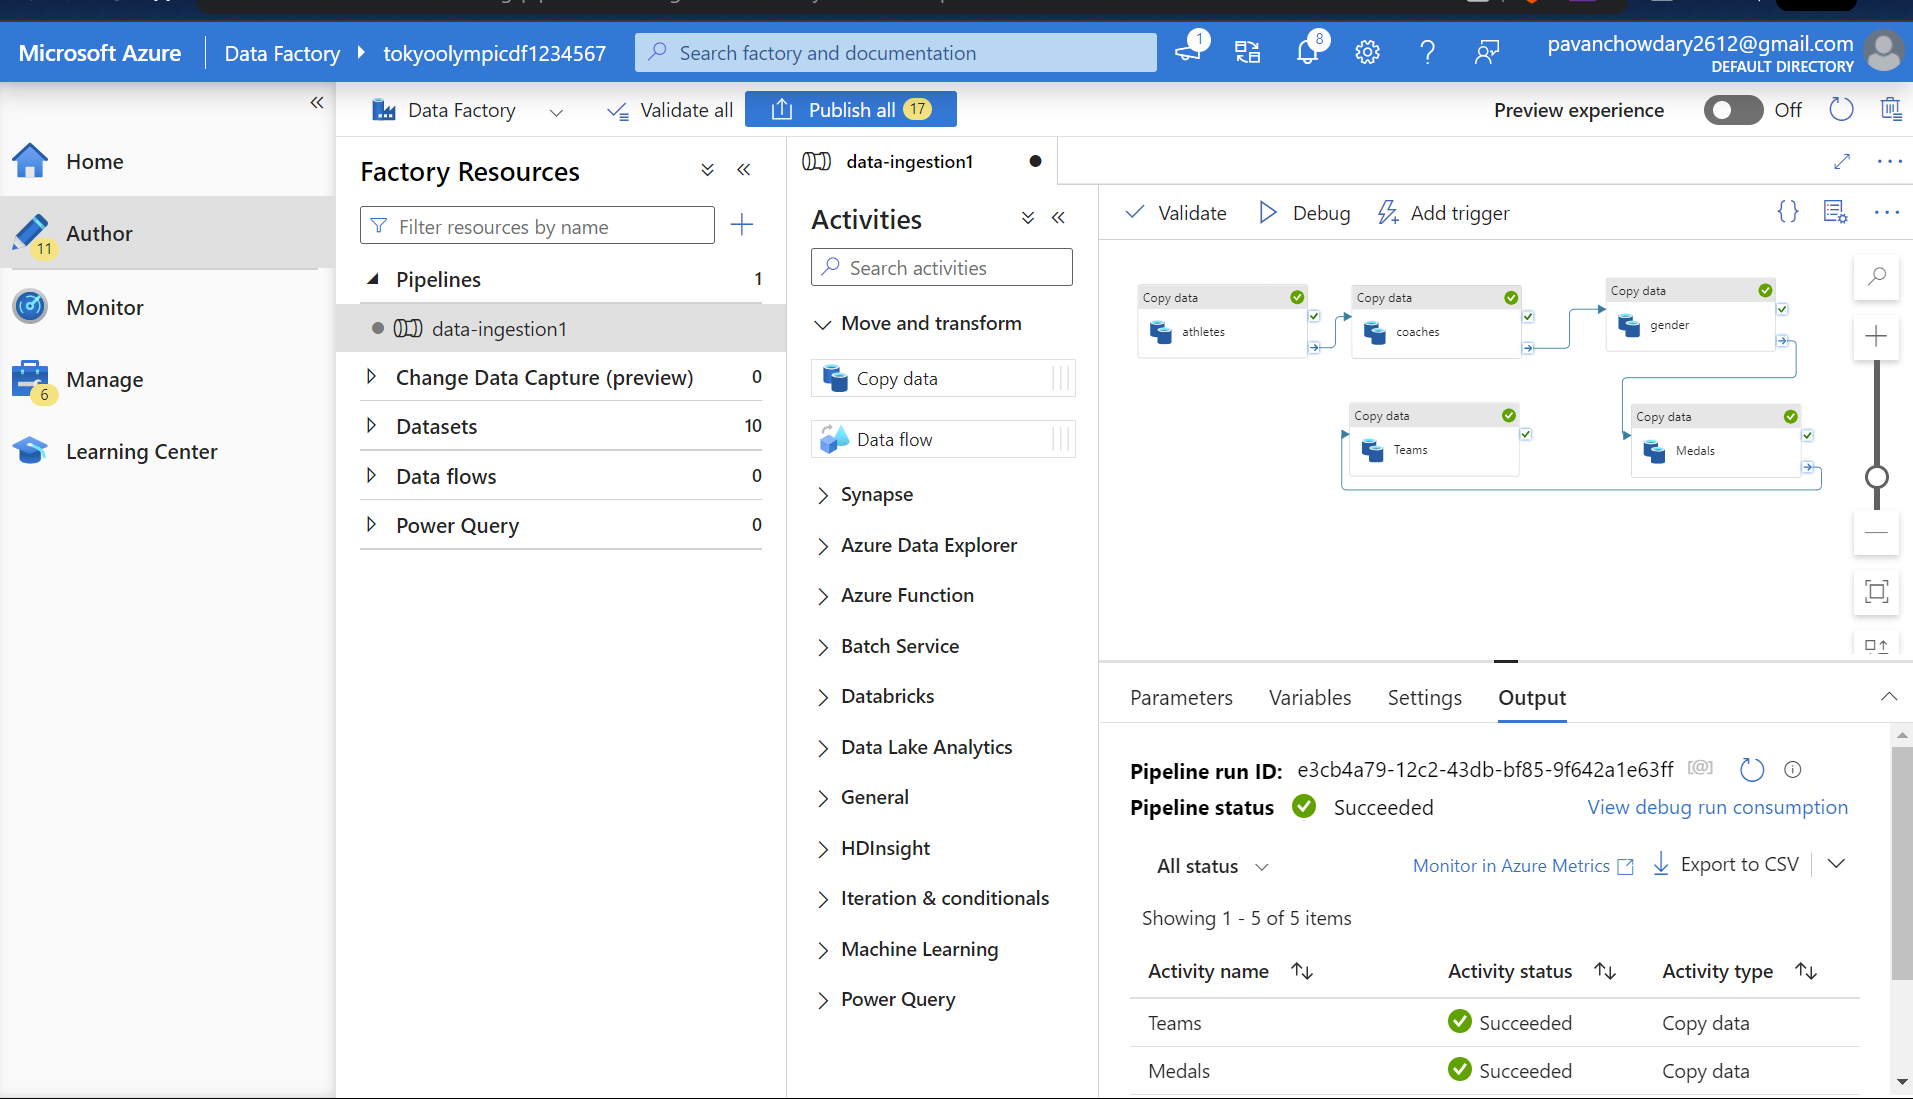 Microsoft Azure
Data Factory
tokyoolympicdf1234567
Search factory and documentation
1
8
pavanchowdary2612@gmail.com
DEFAULT DIRECTORY
Home
Author
11
Monitor
Manage
6
Learning Center
Data Factory
Validate all
Publish all 17
Preview experience
Off
Factory Resources
Filter resources by name
Pipelines 1
data-ingestion1
Change Data Capture (preview) 0
Datasets 10
Data flows 0
Power Query 0
data-ingestion1
Activities
Search activities
Move and transform
Copy data
Data flow
Synapse
Azure Data Explorer
Azure Function
Batch Service
Databricks
Data Lake Analytics
General
HDInsight
Iteration & conditionals
Machine Learning
Power Query
Validate
Debug
Add trigger
{}
Copy data
athletes
Copy data
coaches
Copy data
gender
Copy data
Teams
Copy data
Medals
Parameters
Variables
Settings
Output
Pipeline run ID: e3cb4a79-12c2-43db-bf85-9f642a1e63ff [@]
Pipeline status Succeeded
View debug run consumption
All status
Monitor in Azure Metrics
Export to CSV
Showing 1 - 5 of 5 items
Activity name Activity status Activity type
Teams Succeeded Copy data
Medals Succeeded Copy data